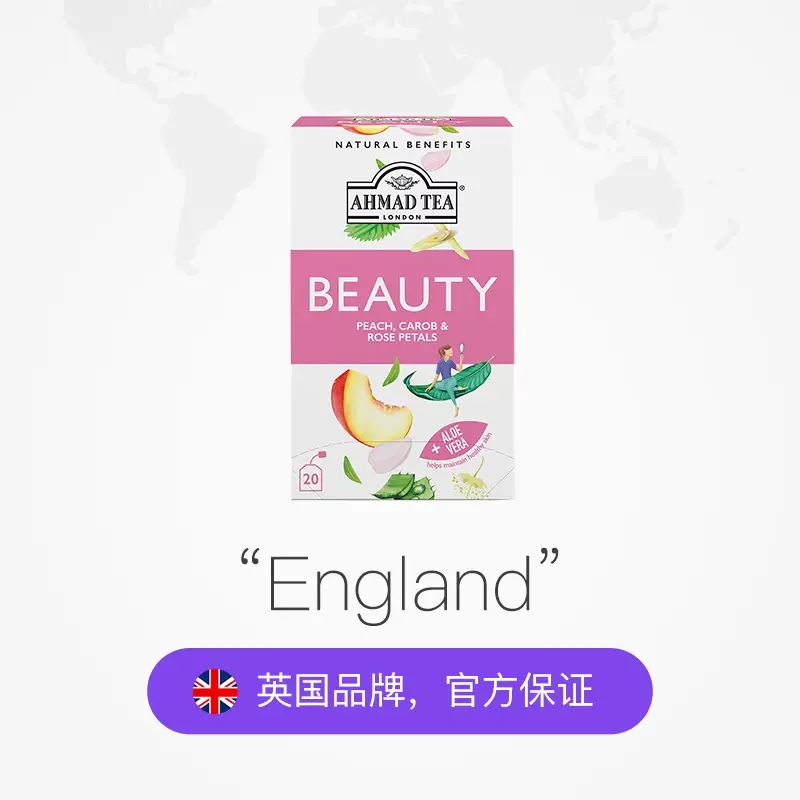 NATURAL BENEFITS
AHMAD TEA®
LONDON
BEAUTY
PEACH, CAROB &
ROSE PETALS
+ ALOE
VERA
helps maintain healthy skin
20
“England”
英国品牌，官方保证